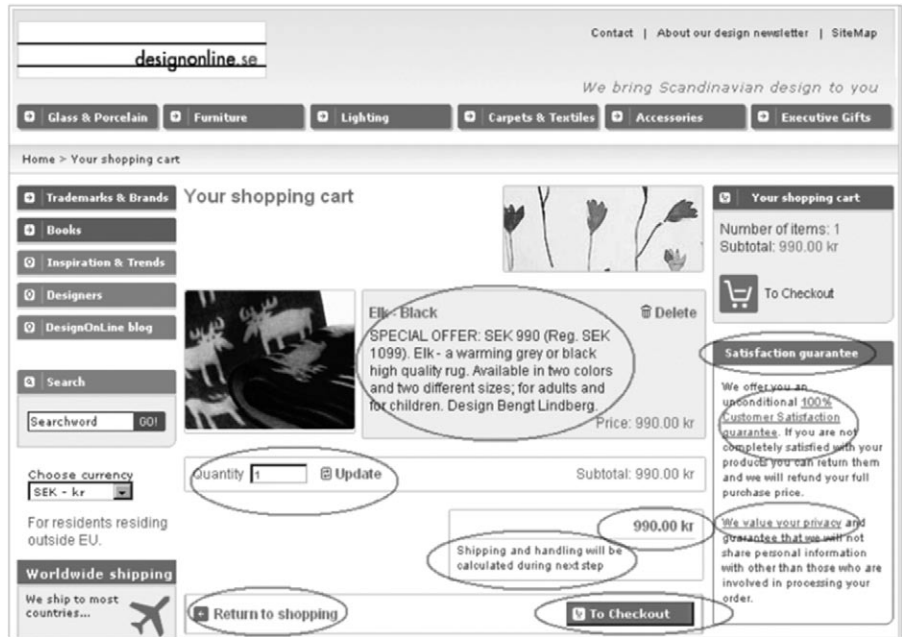 designonline.se
Contact | About our design newsletter | SiteMap
We bring Scandinavian design to you
Glass & Porcelain
Furniture
Lighting
Carpets & Textiles
Accessories
Executive Gifts
Home > Your shopping cart
Trademarks & Brands
Books
Inspiration & Trends
Designers
DesignOnLine blog
Search
Searchword GO!
Choose currency
SEK - kr
For residents residing
outside EU.
Worldwide shipping
We ship to most
countries...
Your shopping cart
Elk - Black
Delete
SPECIAL OFFER: SEK 990 (Reg. SEK
1099). Elk - a warming grey or black
high quality rug. Available in two colors
and two different sizes; for adults and
for children. Design Bengt Lindberg.
Price: 990.00 kr
Quantity 1 Update
Subtotal: 990.00 kr
990.00 kr
Shipping and handling will be
calculated during next step
Return to shopping
To Checkout
Your shopping cart
Number of items: 1
Subtotal: 990.00 kr
To Checkout
Satisfaction guarantee
We offer you an
unconditional 100%
Customer Satisfaction
guarantee. If you are not
completely satisfied with your
products you can return them
and we will refund your full
purchase price.
We value your privacy and
guarantee that we will not
share personal information
with other than those who are
involved in processing your
order.